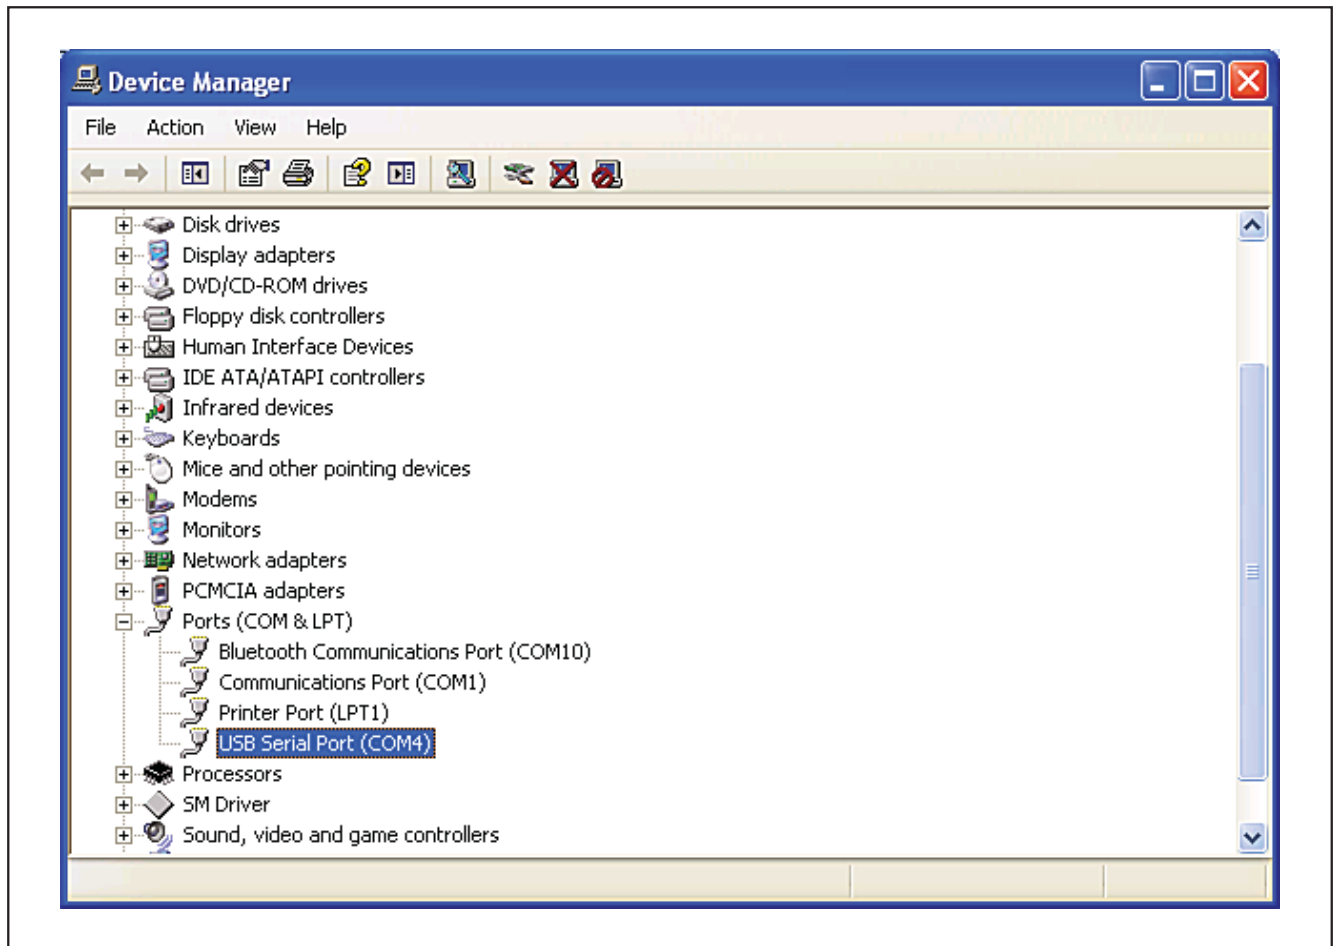 Device Manager
File Action View Help
Disk drives
Display adapters
DVD/CD-ROM drives
Floppy disk controllers
Human Interface Devices
IDE ATA/ATAPI controllers
Infrared devices
Keyboards
Mice and other pointing devices
Modems
Monitors
Network adapters
PCMCIA adapters
Ports (COM & LPT)
Bluetooth Communications Port (COM10)
Communications Port (COM1)
Printer Port (LPT1)
USB Serial Port (COM4)
Processors
SM Driver
Sound, video and game controllers